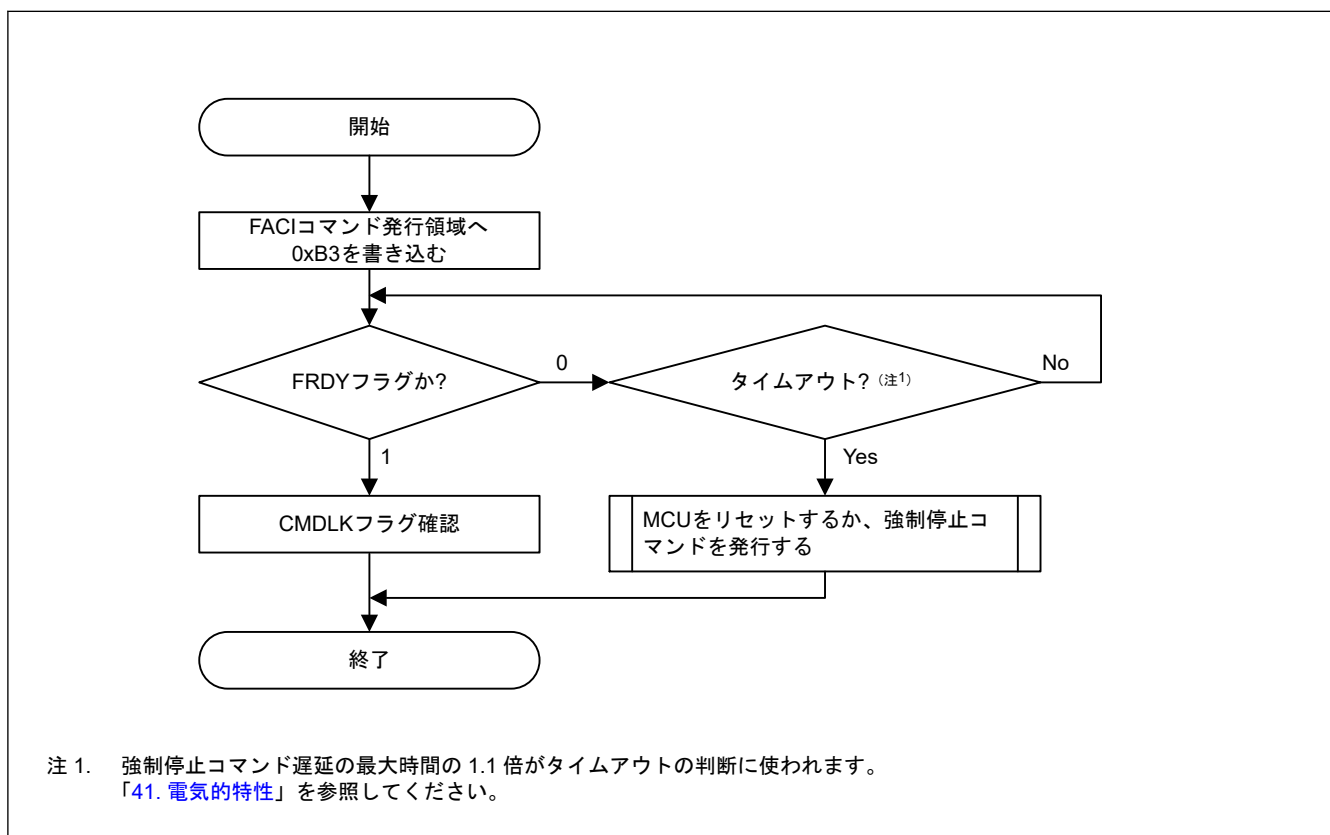 開始
FACIコマンド発行領域へ
0xB3を書き込む
FRDYフラグか?
0
タイムアウト?（注1）
No
1
Yes
CMDLKフラグ確認
MCUをリセットするか、強制停止コ
マンドを発行する
終了
注 1. 強制停止コマンド遅延の最大時間の 1.1 倍がタイムアウトの判断に使われます。
「41. 電気的特性」を参照してください。